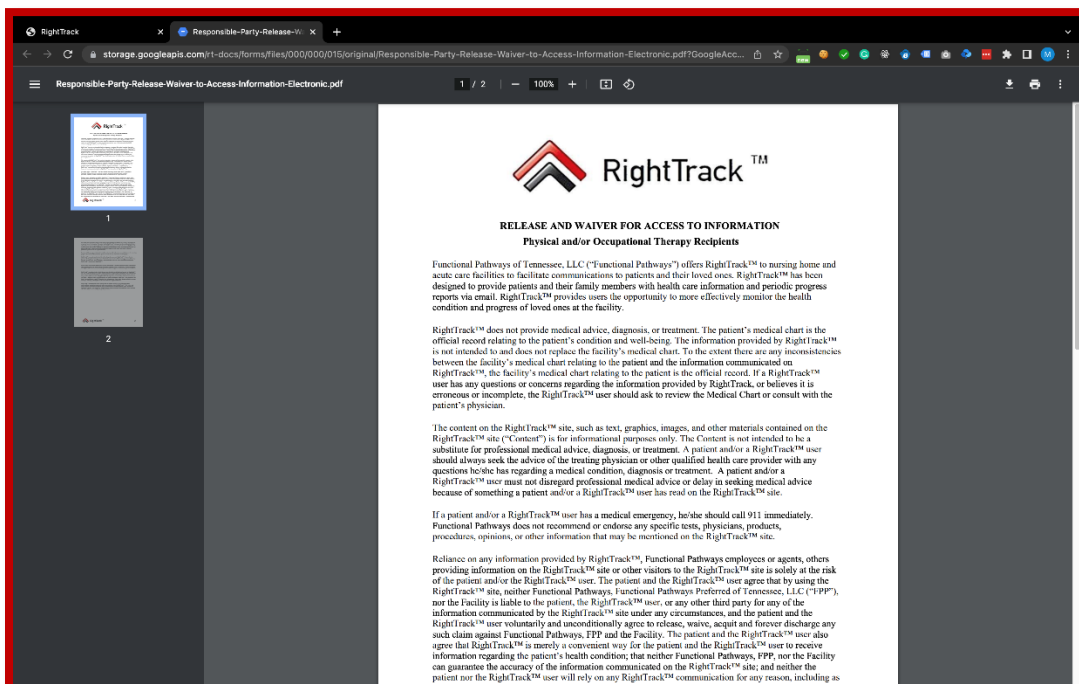 RightTrack
Responsible-Party-Release-Wa
storage.googleapis.com/rt-docs/forms/files/000/000/015/original/Responsible-Party-Release-Waiver-to-Access-Information-Electronic.pdf?GoogleAcc...
Responsible-Party-Release-Waiver-to-Access-Information-Electronic.pdf
1 / 2
100%
1
2
RightTrack™
RELEASE AND WAIVER FOR ACCESS TO INFORMATION
Physical and/or Occupational Therapy Recipients
Functional Pathways of Tennessee, LLC (“Functional Pathways”) offers RightTrack™ to nursing home and
acute care facilities to facilitate communications to patients and their loved ones. RightTrack™ has been
designed to provide patients and their family members with health care information and periodic progress
reports via email. RightTrack™ provides users the opportunity to more effectively monitor the health
condition and progress of loved ones at the facility.
RightTrack™ does not provide medical advice, diagnosis, or treatment. The patient’s medical chart is the
official record relating to the patient’s condition and well-being. The information provided by RightTrack™
is not intended to and does not replace the facility’s medical chart. To the extent there are any inconsistencies
between the facility’s medical chart relating to the patient and the information communicated on
RightTrack™, the facility’s medical chart relating to the patient is the official record. If a RightTrack™
user has any questions or concerns regarding the information provided by RightTrack, or believes it is
erroneous or incomplete, the RightTrack™ user should ask to review the Medical Chart or consult with the
patient’s physician.
The content on the RightTrack™ site, such as text, graphics, images, and other materials contained on the
RightTrack™ site (“Content”) is for informational purposes only. The Content is not intended to be a
substitute for professional medical advice, diagnosis, or treatment. A patient and/or a RightTrack™ user
should always seek the advice of the treating physician or other qualified health care provider with any
questions he/she has regarding a medical condition, diagnosis or treatment. A patient and/or a
RightTrack™ user must not disregard professional medical advice or delay in seeking medical advice
because of something a patient and/or a RightTrack™ user has read on the RightTrack™ site.
If a patient and/or a RightTrack™ user has a medical emergency, he/she should call 911 immediately.
Functional Pathways does not recommend or endorse any specific tests, physicians, products,
procedures, opinions, or other information that may be mentioned on the RightTrack™ site.
Reliance on any information provided by RightTrack™, Functional Pathways employees or agents, others
providing information on the RightTrack™ site or other visitors to the RightTrack™ site is solely at the risk
of the patient and/or the RightTrack™ user. The patient and the RightTrack™ user agree that by using the
RightTrack™ site, neither Functional Pathways, Functional Pathways Preferred of Tennessee, LLC (“FPP”),
nor the Facility is liable to the patient, the RightTrack™ user, or any other third party for any of the
information communicated by the RightTrack™ site under any circumstances, and the patient and the
RightTrack™ user voluntarily and unconditionally agree to release, waive, acquit and forever discharge any
such claim against Functional Pathways, FPP and the Facility. The patient and the RightTrack™ user also
agree that RightTrack™ is merely a convenient way for the patient and the RightTrack™ user to receive
information regarding the patient’s health condition; that neither Functional Pathways, FPP, nor the Facility
can guarantee the accuracy of the information communicated on the RightTrack™ site; and neither the
patient nor the RightTrack™ user will rely on any RightTrack™ communication for any reason, including as